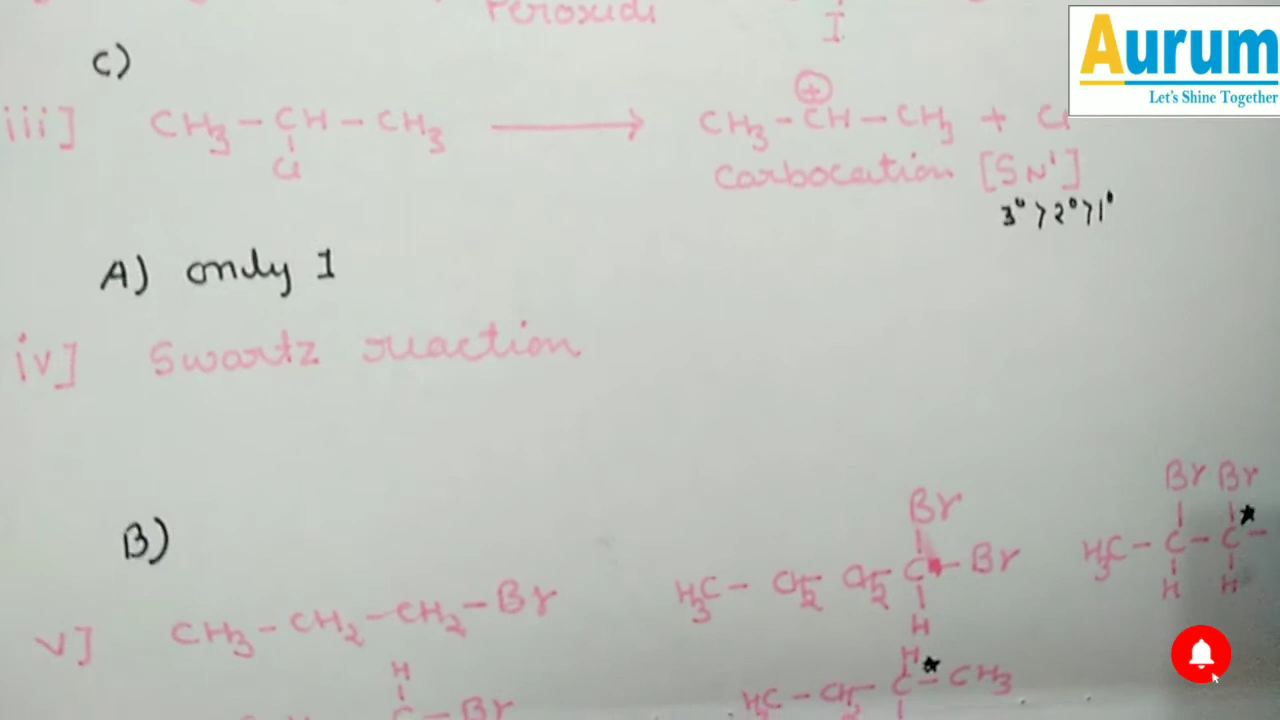 Peroxide
I
Aurum
Let's Shine Together
C)
iii] CH3 – CH – CH3 ⟶ CH3 – CH – CH3 + Cl
⊕
Cl
Carbocation [SN1]
3° > 2° > 1°
A) only 1
iv] Swartz reaction
B)
Br
Br Br
H3C – CH2 CH2 C – Br
H3C – C – C –
★
H
H H
v] CH3 – CH2 – CH2 – Br
H
H ★
C – Br
H3C – CH2 – C – CH3